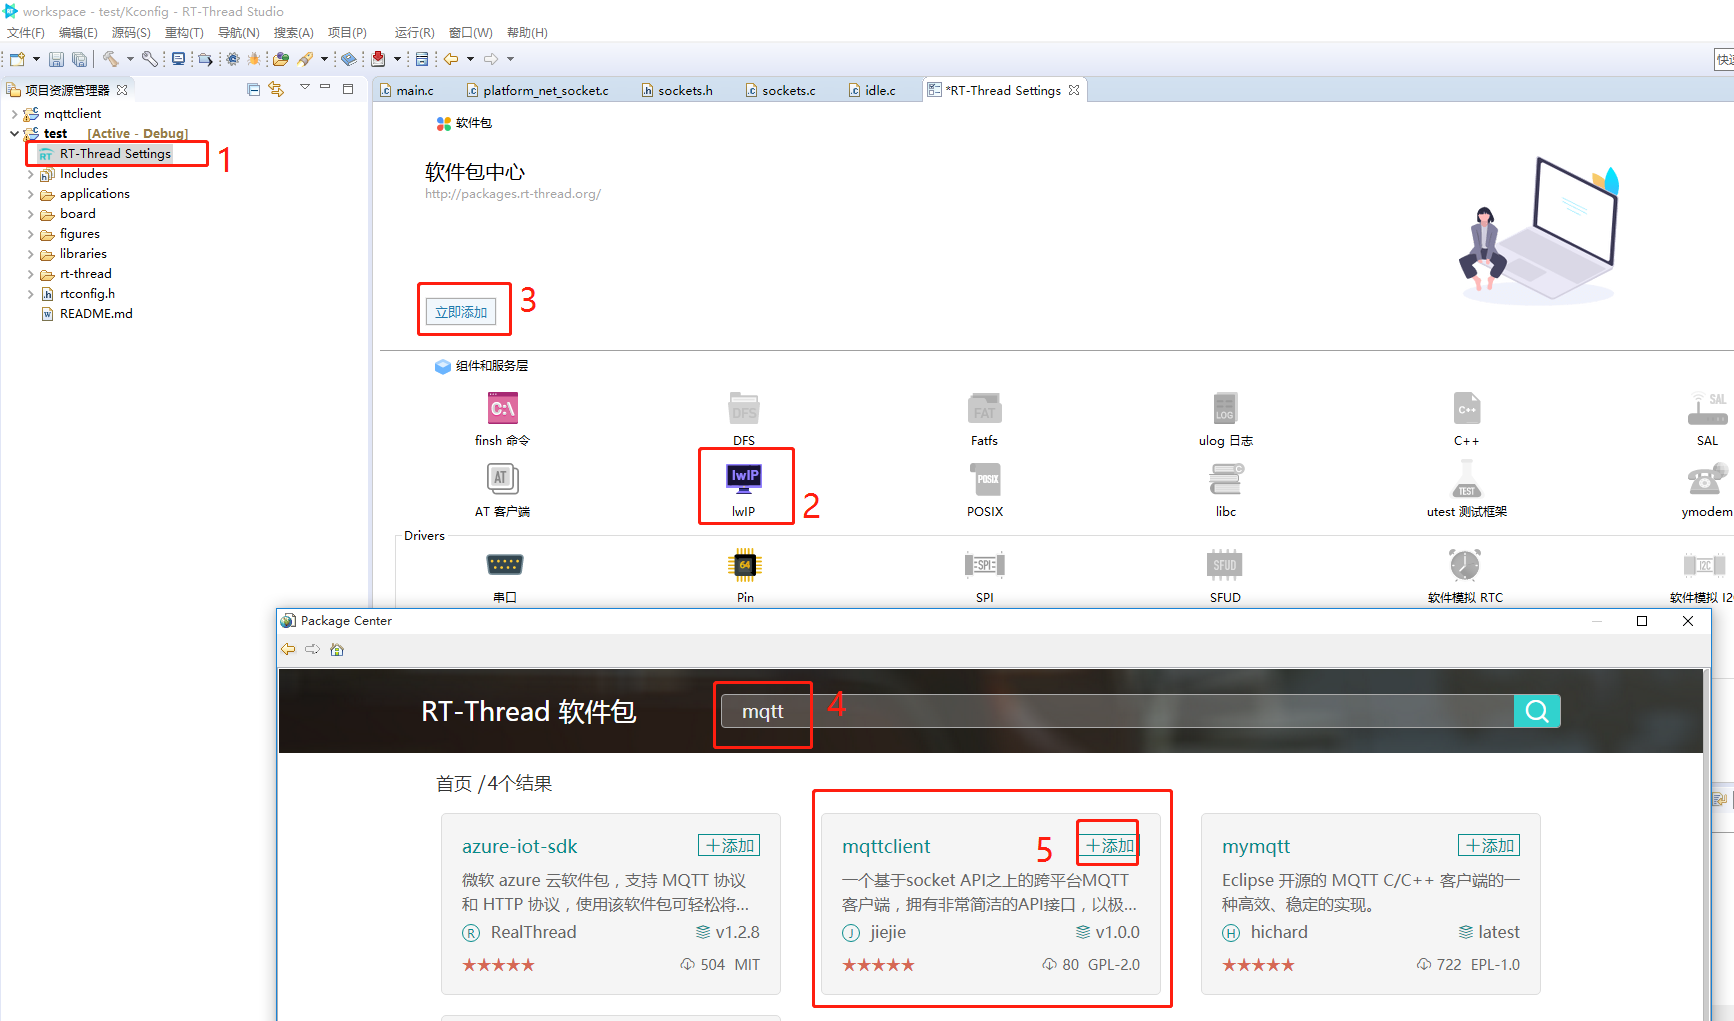 workspace - test/Kconfig - RT-Thread Studio
文件(F) 编辑(E) 源码(S) 重构(T) 导航(N) 搜索(A) 项目(P) 运行(R) 窗口(W) 帮助(H)
快速
项目资源管理器
main.c platform_net_socket.c sockets.h sockets.c idle.c *RT-Thread Settings
mqttclient
test [Active - Debug]
RT-Thread Settings
1
Includes
applications
board
figures
libraries
rt-thread
rtconfig.h
README.md
软件包
软件包中心
http://packages.rt-thread.org/
立即添加
3
组件和服务层
C:\ DFS FAT LOG C++ SAL
finsh 命令 DFS Fatfs ulog 日志 C++ SAL
AT lwIP POSIX C TEST
AT 客户端 lwIP POSIX libc utest 测试框架 ymodem
2
Drivers
64 SPI SFUD I2C
串口 Pin SPI SFUD 软件模拟 RTC 软件模拟 I2
Package Center
RT-Thread 软件包
mqtt
4
首页 /4个结果
azure-iot-sdk
+添加
微软 azure 云软件包，支持 MQTT 协议
和 HTTP 协议，使用该软件包可轻松将...
R RealThread v1.2.8
★★★★★ 504 MIT
mqttclient
5
+添加
一个基于socket API之上的跨平台MQTT
客户端，拥有非常简洁的API接口，以极...
J jiejie v1.0.0
★★★★★ 80 GPL-2.0
mymqtt
+添加
Eclipse 开源的 MQTT C/C++ 客户端的一
种高效、稳定的实现。
H hichard latest
★★★★★ 722 EPL-1.0